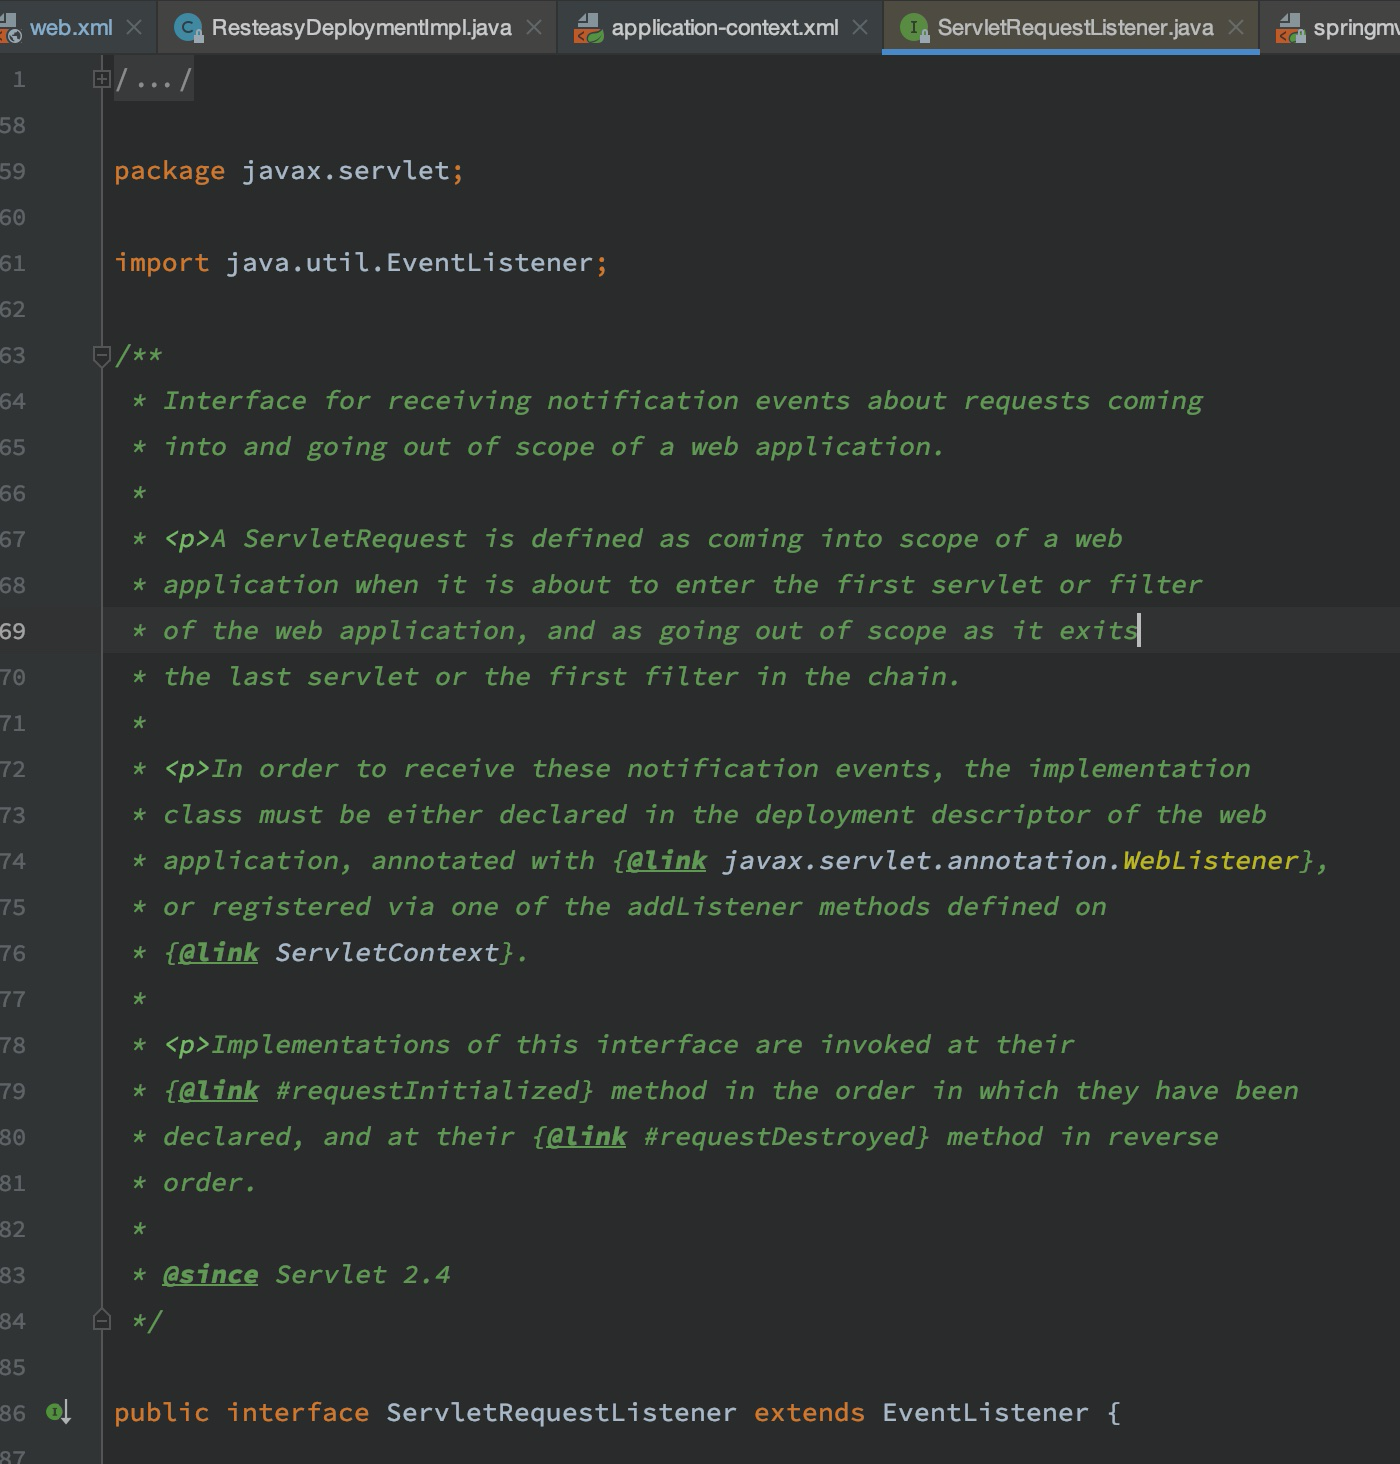 web.xml ResteasyDeploymentImpl.java application-context.xml ServletRequestListener.java springmv
1 /.../
58
59 package javax.servlet;
60
61 import java.util.EventListener;
62
63 /**
64 * Interface for receiving notification events about requests coming
65 * into and going out of scope of a web application.
66 *
67 * <p>A ServletRequest is defined as coming into scope of a web
68 * application when it is about to enter the first servlet or filter
69 * of the web application, and as going out of scope as it exits
70 * the last servlet or the first filter in the chain.
71 *
72 * <p>In order to receive these notification events, the implementation
73 * class must be either declared in the deployment descriptor of the web
74 * application, annotated with {@link javax.servlet.annotation.WebListener},
75 * or registered via one of the addListener methods defined on
76 * {@link ServletContext}.
77 *
78 * <p>Implementations of this interface are invoked at their
79 * {@link #requestInitialized} method in the order in which they have been
80 * declared, and at their {@link #requestDestroyed} method in reverse
81 * order.
82 *
83 * @since Servlet 2.4
84 */
85
86 public interface ServletRequestListener extends EventListener {
87